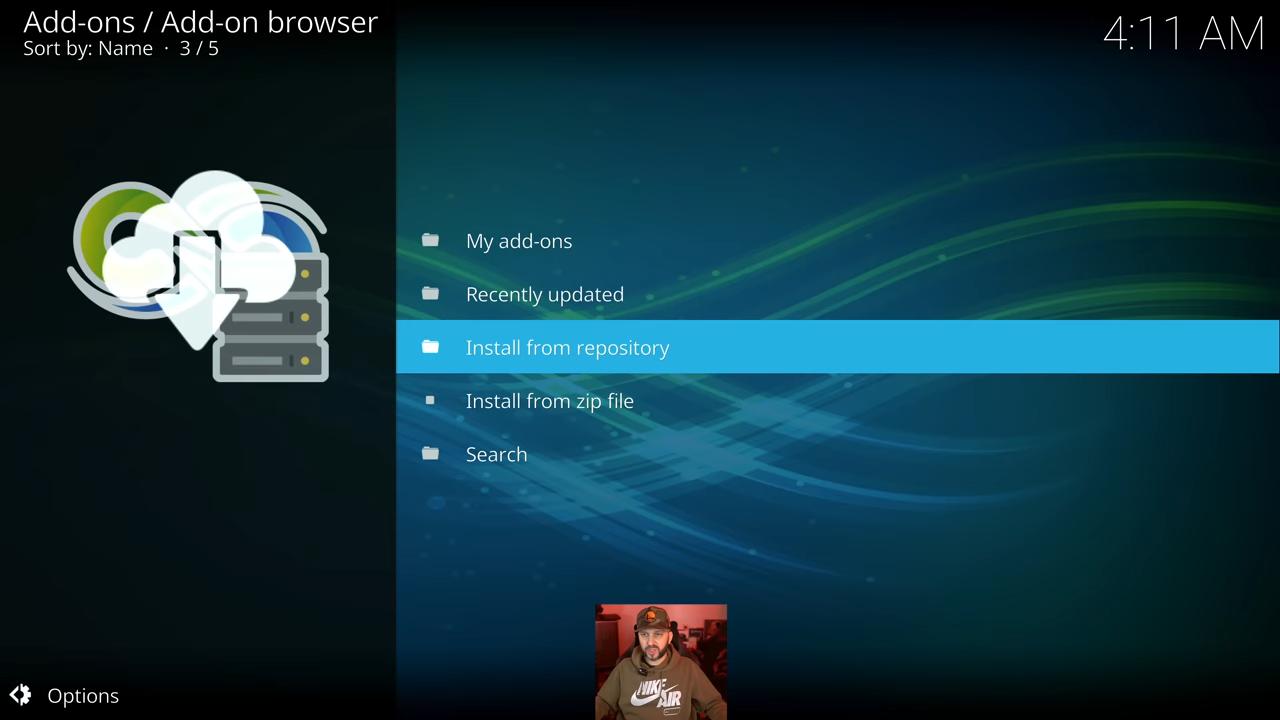 Add-ons / Add-on browser
Sort by: Name · 3 / 5
4:11 AM
My add-ons
Recently updated
Install from repository
Install from zip file
Search
NIKE
AIR
Options